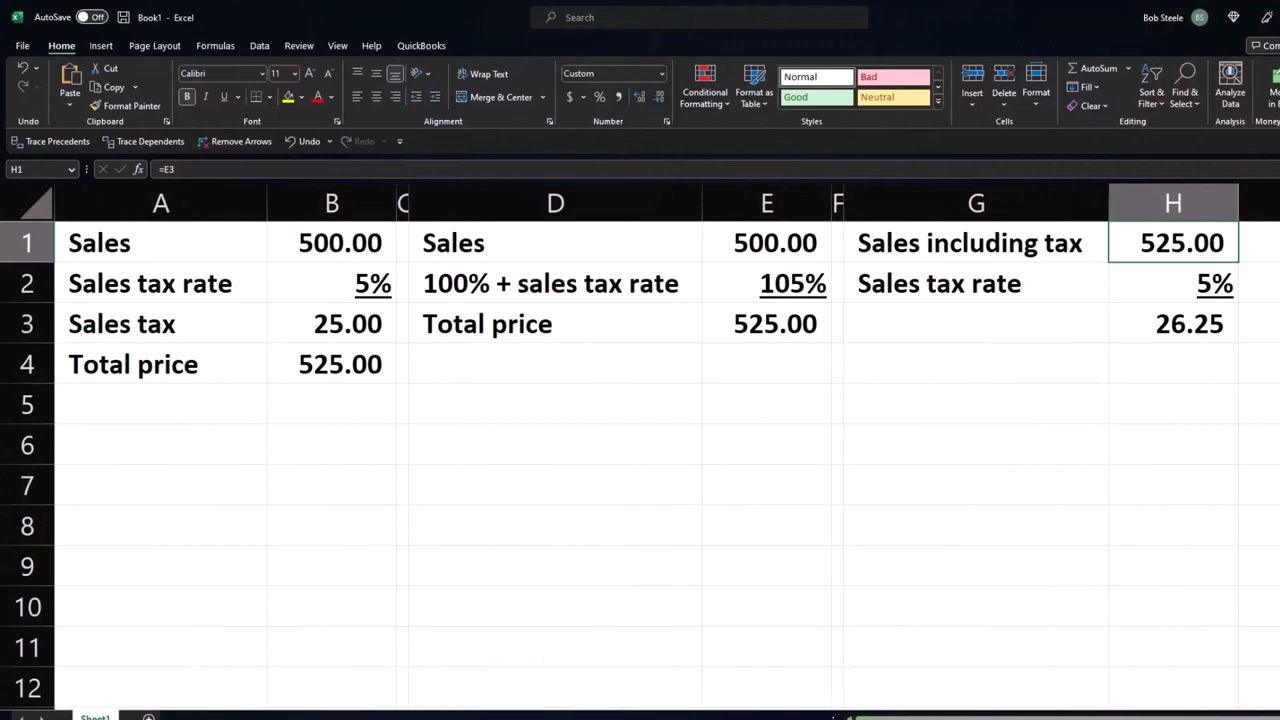 AutoSave Off Book1 - Excel Search Bob Steele BS
File Home Insert Page Layout Formulas Data Review View Help QuickBooks
Cut
Copy
Format Painter
Paste
Undo
Clipboard
Calibri 11
B I U
Font
Wrap Text
Merge & Center
Alignment
Custom
$ %
Number
Conditional Formatting
Format as Table
Normal Bad
Good Neutral
Styles
Insert Delete Format
Cells
AutoSum
Fill
Clear
Sort & Filter
Find & Select
Editing
Analyze Data
Analysis
Trace Precedents Trace Dependents Remove Arrows Undo Redo
H1 fx =E3
A B C D E F G H
1 Sales 500.00 Sales 500.00 Sales including tax 525.00
2 Sales tax rate 5% 100% + sales tax rate 105% Sales tax rate 5%
3 Sales tax 25.00 Total price 525.00 26.25
4 Total price 525.00
5
6
7
8
9
10
11
12
Sheet1